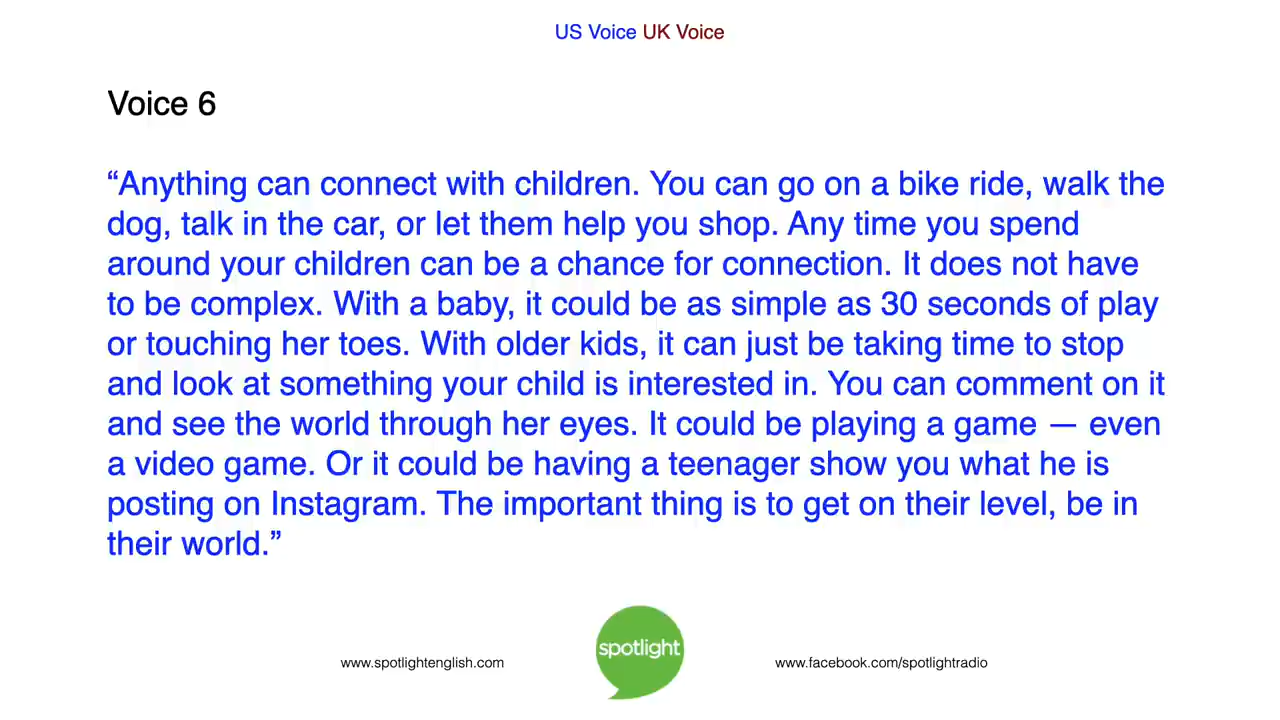 US Voice UK Voice
Voice 6
“Anything can connect with children. You can go on a bike ride, walk the
dog, talk in the car, or let them help you shop. Any time you spend
around your children can be a chance for connection. It does not have
to be complex. With a baby, it could be as simple as 30 seconds of play
or touching her toes. With older kids, it can just be taking time to stop
and look at something your child is interested in. You can comment on it
and see the world through her eyes. It could be playing a game — even
a video game. Or it could be having a teenager show you what he is
posting on Instagram. The important thing is to get on their level, be in
their world.”
spotlight
www.spotlightenglish.com
www.facebook.com/spotlightradio